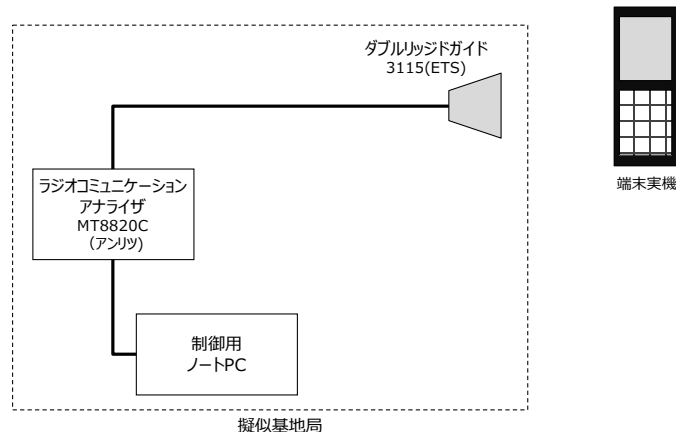 ダブルリッジドガイド
3115(ETS)
ラジオコミュニケーション
アナライザ
MT8820C
（アンリツ)
端末実機
制御用
ノートPC
擬似基地局